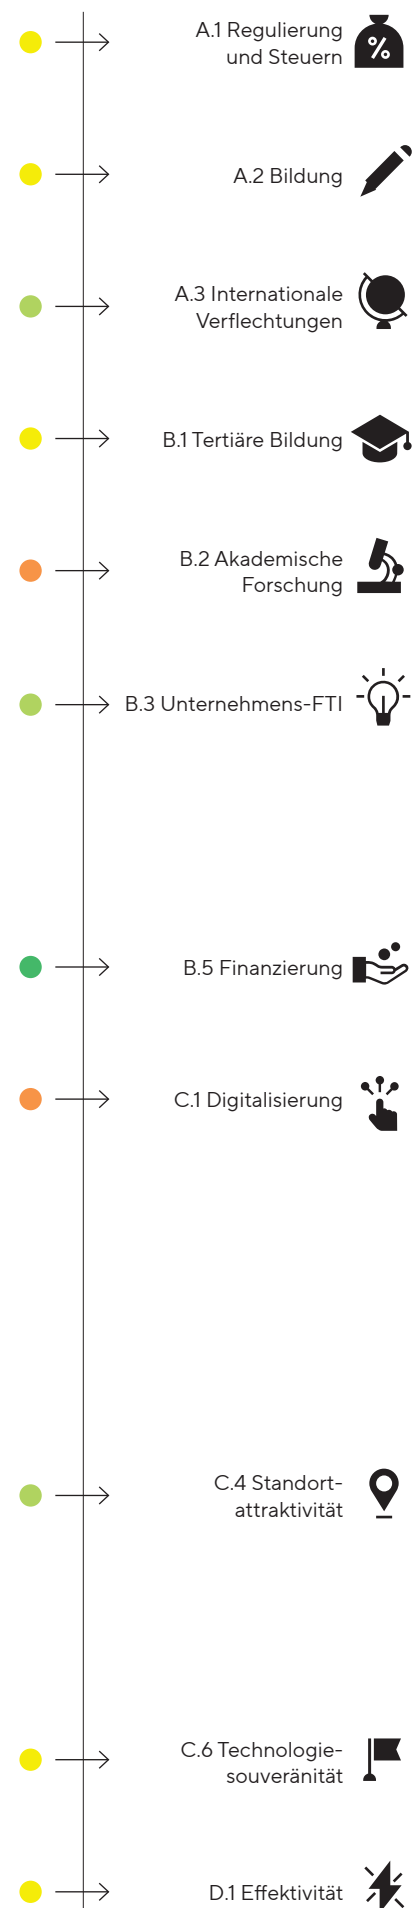 A.1 Regulierung
und Steuern
%
A.2 Bildung
A.3 Internationale
Verflechtungen
B.1 Tertiäre Bildung
B.2 Akademische
Forschung
B.3 Unternehmens-FTI
B.5 Finanzierung
C.1 Digitalisierung
C.4 Standort-
attraktivität
C.6 Technologie-
souveränität
D.1 Effektivität